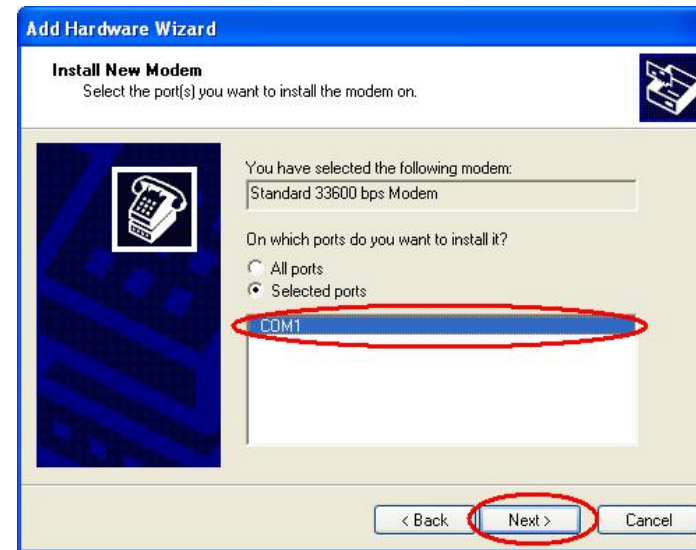 Add Hardware Wizard
Install New Modem
Select the port(s) you want to install the modem on.
You have selected the following modem:
Standard 33600 bps Modem
On which ports do you want to install it?
All ports
Selected ports
COM1
< Back
Next >
Cancel